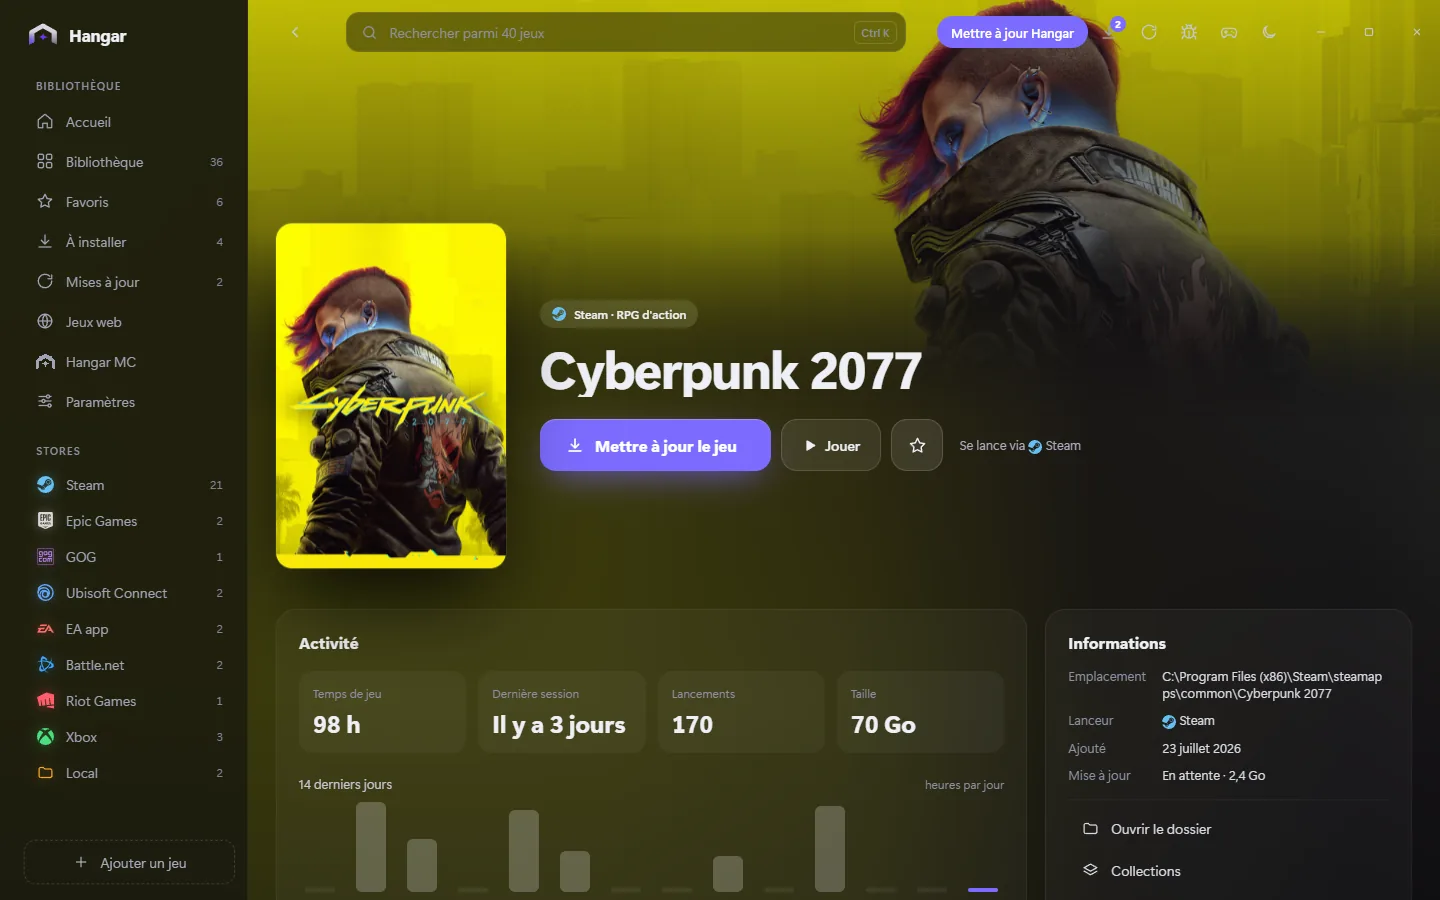 Hangar
Rechercher parmi 40 jeux
Ctrl K
Mettre à jour Hangar
2
BIBLIOTHÈQUE
Accueil
Bibliothèque 36
Favoris 6
À installer 4
Mises à jour 2
Jeux web
Hangar MC
Paramètres
STORES
Steam 21
Epic Games 2
GOG 1
Ubisoft Connect 2
EA app 2
Battle.net 2
Riot Games 1
Xbox 3
Local 2
Ajouter un jeu
SAMURAI
Cyberpunk
2077
Steam · RPG d'action
Cyberpunk 2077
Mettre à jour le jeu
Jouer
Se lance via Steam
Activité
Temps de jeu
98 h
Dernière session
Il y a 3 jours
Lancements
170
Taille
70 Go
14 derniers jours
heures par jour
Informations
Emplacement C:\Program Files (x86)\Steam\steamap
ps\common\Cyberpunk 2077
Lanceur Steam
Ajouté 23 juillet 2026
Mise à jour En attente · 2,4 Go
Ouvrir le dossier
Collections